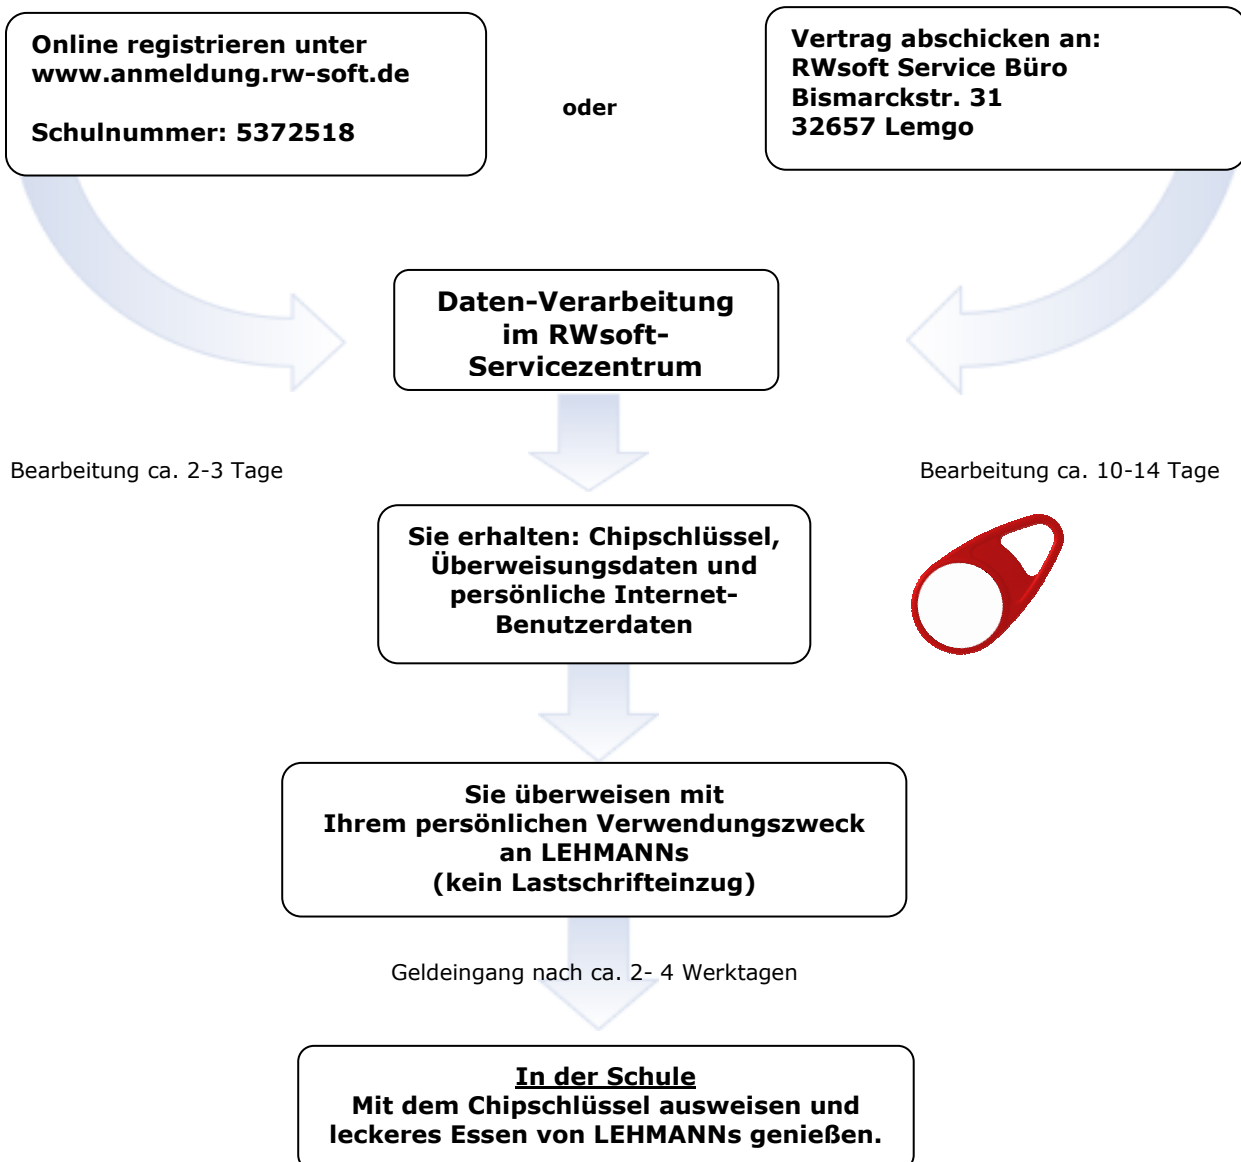 Online registrieren unter
www.anmeldung.rw-soft.de
Schulnummer: 5372518
oder
Vertrag abschicken an:
RWsoft Service Büro
Bismarckstr. 31
32657 Lemgo
Daten-Verarbeitung
im RWsoft-
Servicezentrum
Bearbeitung ca. 2-3 Tage
Bearbeitung ca. 10-14 Tage
Sie erhalten: Chipschlüssel,
Überweisungsdaten und
persönliche Internet-
Benutzerdaten
Sie überweisen mit
Ihrem persönlichen Verwendungszweck
an LEHMANNs
(kein Lastschrifteinzug)
Geldeingang nach ca. 2- 4 Werktagen
In der Schule
Mit dem Chipschlüssel ausweisen und
leckeres Essen von LEHMANNs genießen.